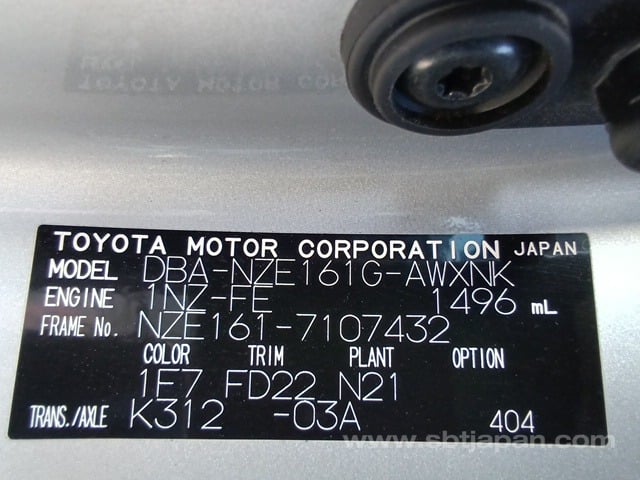 TOYOTA MOTOR CORPORATION JAPAN
MODEL DBA-NZE161G-AWXNK
ENGINE 1NZ-FE 1496 mL
FRAME No. NZE161-7107432
COLOR TRIM PLANT OPTION
1E7 FD22 N21
TRANS./AXLE K312 -03A 404
www.sbtjapan.com